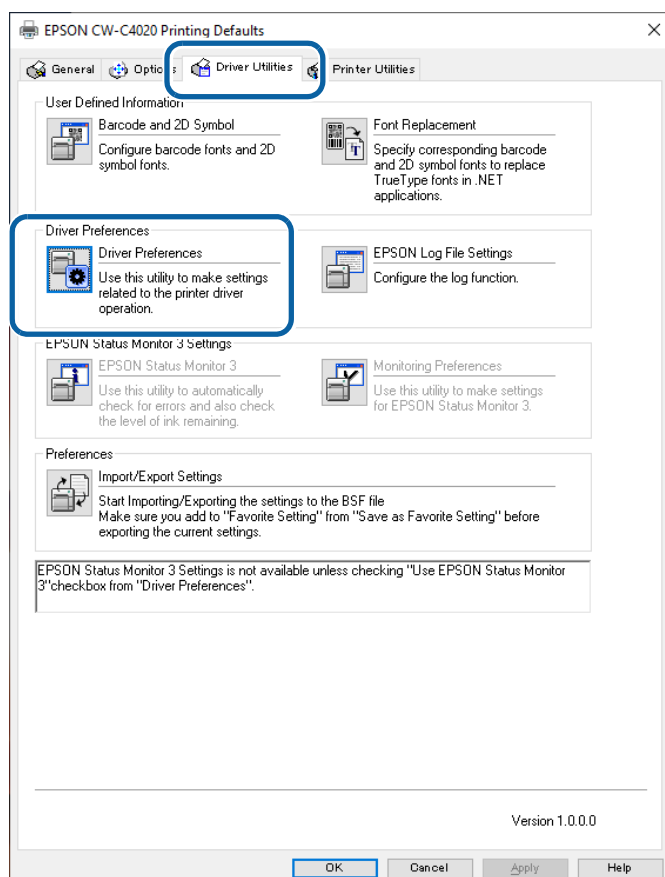 EPSON CW-C4020 Printing Defaults
General Options Driver Utilities Printer Utilities
User Defined Information
Barcode and 2D Symbol
Configure barcode fonts and 2D
symbol fonts.
Font Replacement
Specify corresponding barcode
and 2D symbol fonts to replace
TrueType fonts in .NET
applications.
Driver Preferences
Driver Preferences
Use this utility to make settings
related to the printer driver
operation.
EPSON Log File Settings
Configure the log function.
EPSON Status Monitor 3 Settings
EPSON Status Monitor 3
Use this utility to automatically
check for errors and also check
the level of ink remaining.
Monitoring Preferences
Use this utility to make settings
for EPSON Status Monitor 3.
Preferences
Import/Export Settings
Start Importing/Exporting the settings to the BSF file
Make sure you add to "Favorite Setting" from "Save as Favorite Setting" before
exporting the current settings.
EPSON Status Monitor 3 Settings is not available unless checking "Use EPSON Status Monitor
3"checkbox from "Driver Preferences".
Version 1.0.0.0
OK Cancel Apply Help